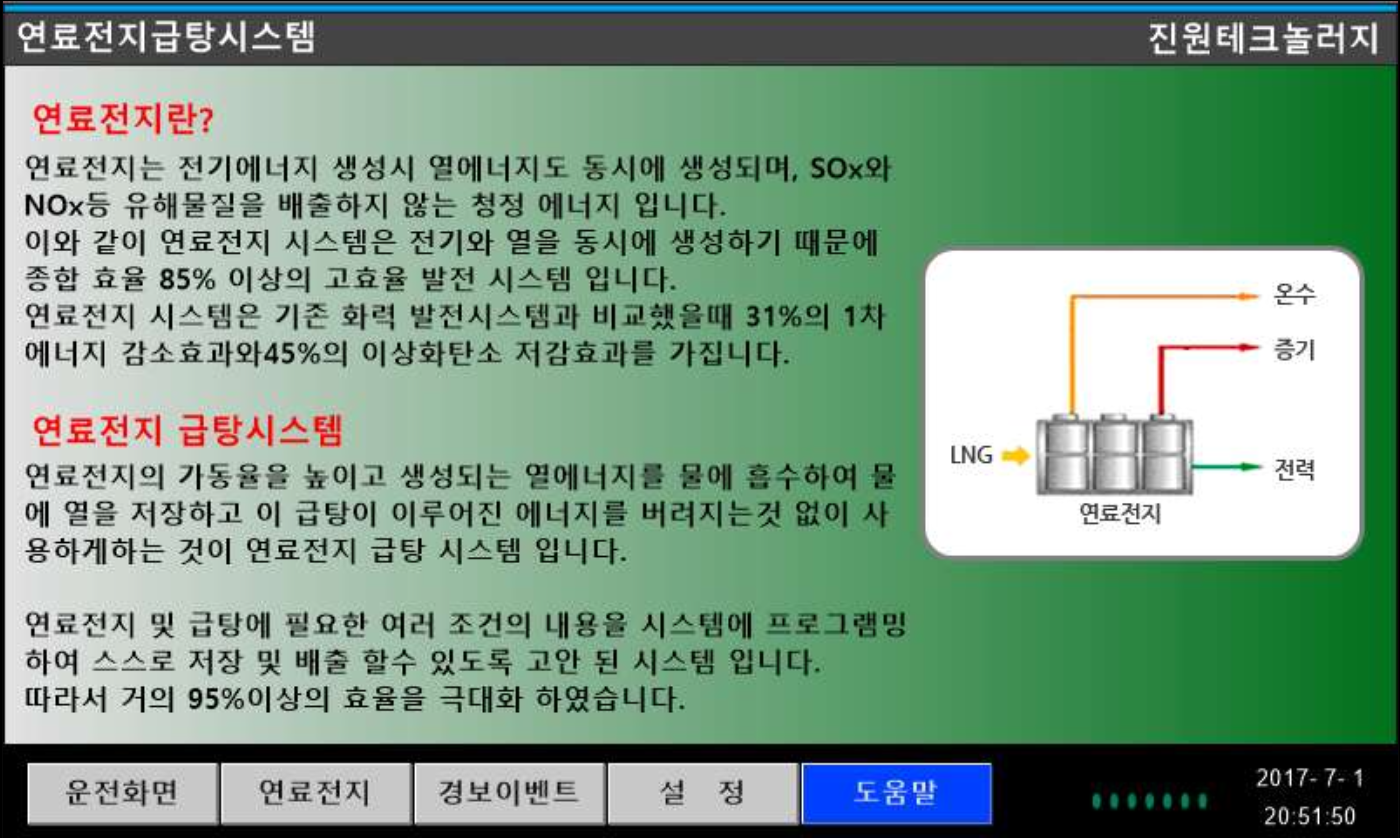 연료전지급탕시스템
진원테크놀러지
연료전지란?
연료전지는 전기에너지 생성시 열에너지도 동시에 생성되며, SOx와
NOx등 유해물질을 배출하지 않는 청정 에너지 입니다.
이와 같이 연료전지 시스템은 전기와 열을 동시에 생성하기 때문에
종합 효율 85% 이상의 고효율 발전 시스템 입니다.
연료전지 시스템은 기존 화력 발전시스템과 비교했을때 31%의 1차
에너지 감소효과와45%의 이상화탄소 저감효과를 가집니다.
연료전지 급탕시스템
연료전지의 가동율을 높이고 생성되는 열에너지를 물에 흡수하여 물
에 열을 저장하고 이 급탕이 이루어진 에너지를 버려지는것 없이 사
용하게하는 것이 연료전지 급탕 시스템 입니다.
연료전지 및 급탕에 필요한 여러 조건의 내용을 시스템에 프로그램밍
하여 스스로 저장 및 배출 할수 있도록 고안 된 시스템 입니다.
따라서 거의 95%이상의 효율을 극대화 하였습니다.
온수
증기
LNG
전력
연료전지
운전화면
연료전지
경보이벤트
설 정
도움말
2017- 7- 1
20:51:50